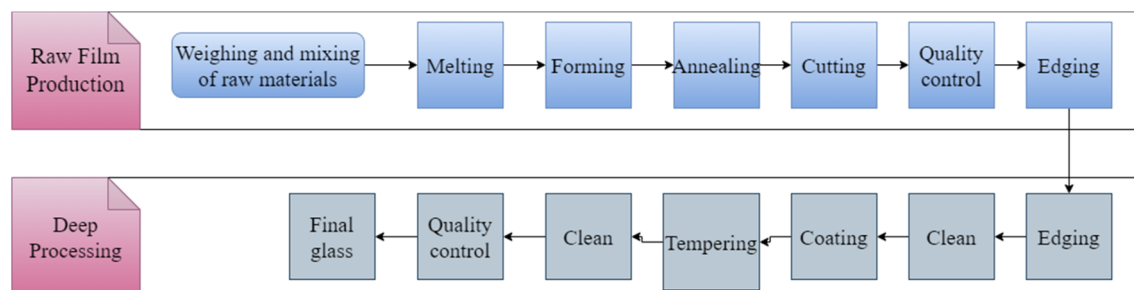 Raw Film
Production
Weighing and mixing
of raw materials
Melting
Forming
Annealing
Cutting
Quality
control
Edging
Deep
Processing
Final
glass
Quality
control
Clean
Tempering
Coating
Clean
Edging